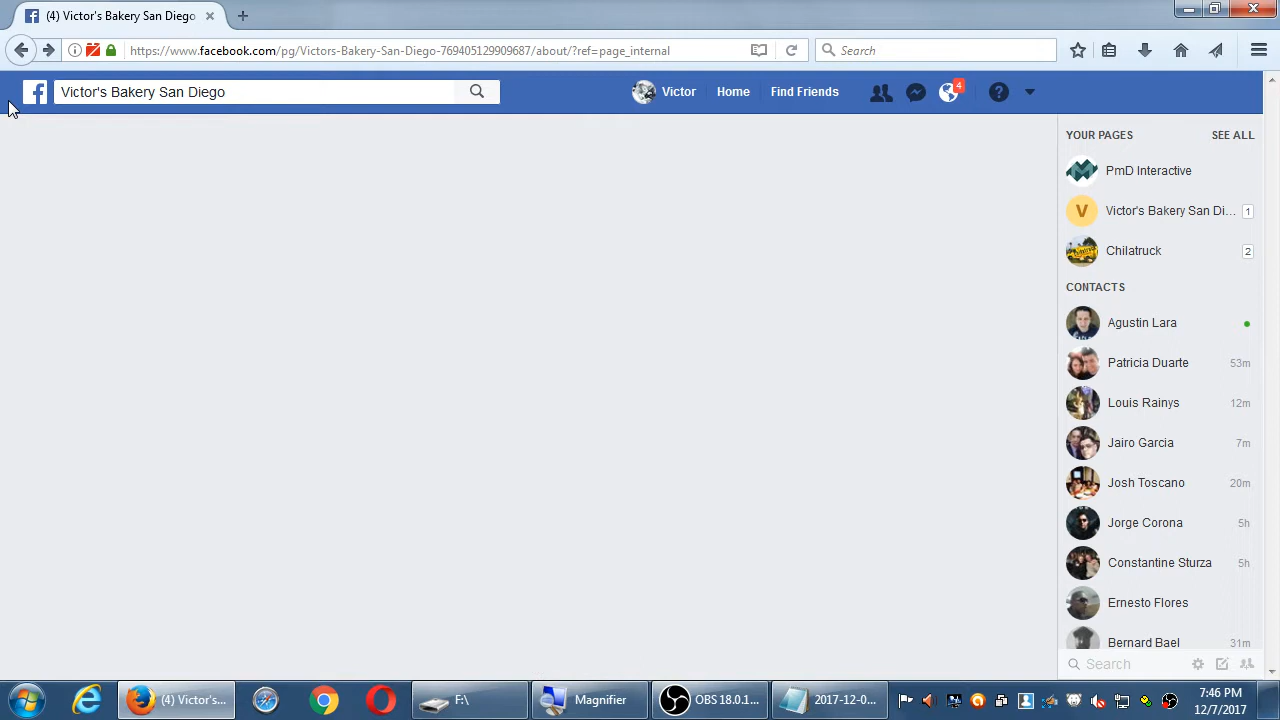 (4) Victor's Bakery San Diego
https://www.facebook.com/pg/Victors-Bakery-San-Diego-769405129909687/about/?ref=page_internal
Search
Victor's Bakery San Diego
Victor
Home
Find Friends
4
YOUR PAGES
SEE ALL
PmD Interactive
V
Victor's Bakery San Di...
1
Chilatruck
2
CONTACTS
Agustin Lara
Patricia Duarte
53m
Louis Rainys
12m
Jairo Garcia
7m
Josh Toscano
20m
Jorge Corona
5h
Constantine Sturza
5h
Ernesto Flores
Bernard Bael
31m
Search
(4) Victor's...
F:\
Magnifier
OBS 18.0.1...
2017-12-0...
7:46 PM
12/7/2017